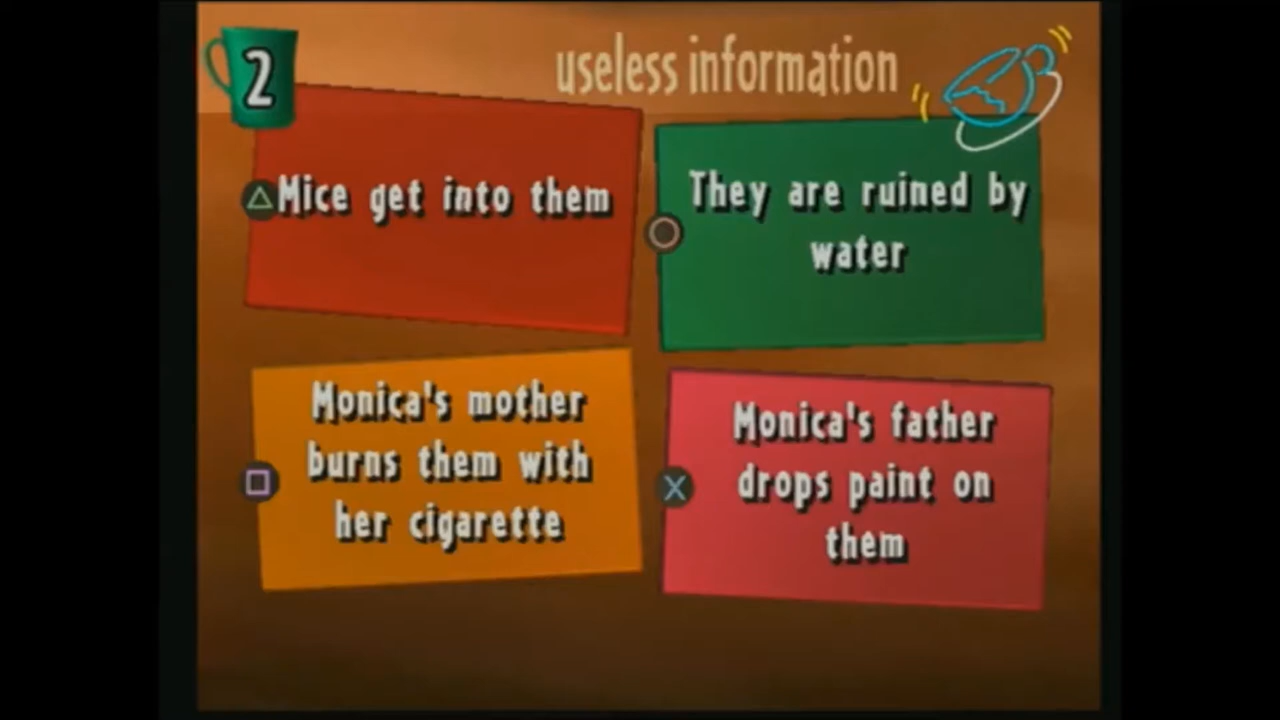 2
useless information
Mice get into them
They are ruined by
water
Monica's mother
burns them with
her cigarette
Monica's father
drops paint on
them